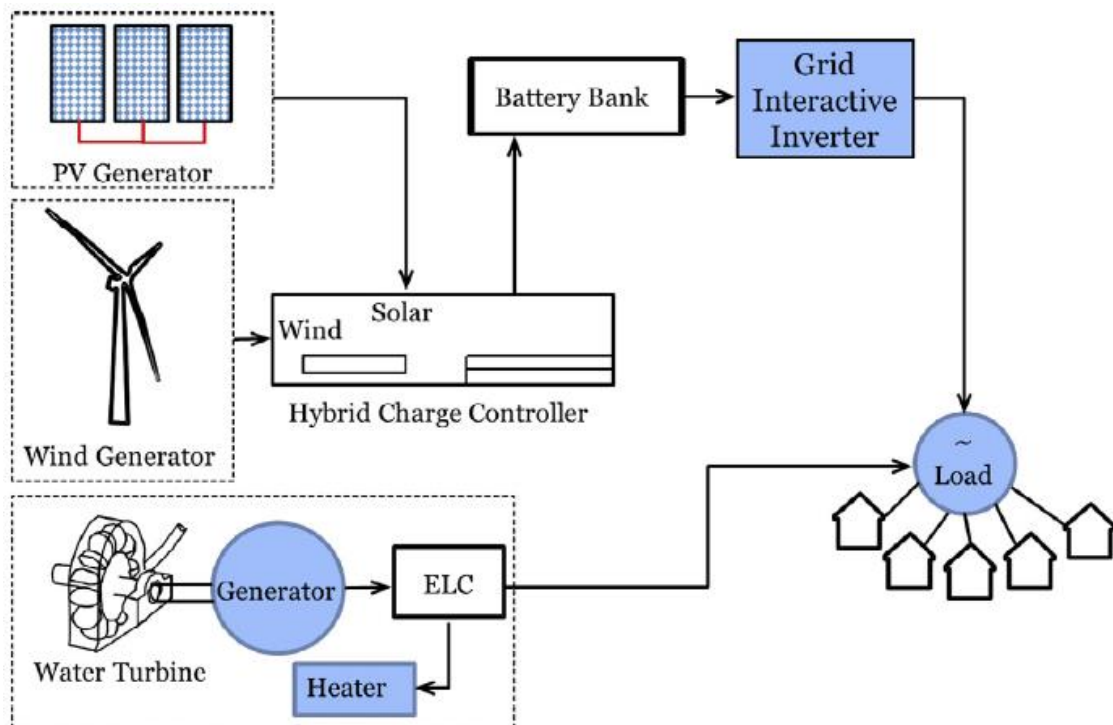 PV Generator
Battery Bank
Grid
Interactive
Inverter
Wind Generator
Solar
Wind
Hybrid Charge Controller
~
Load
Water Turbine
Generator
ELC
Heater